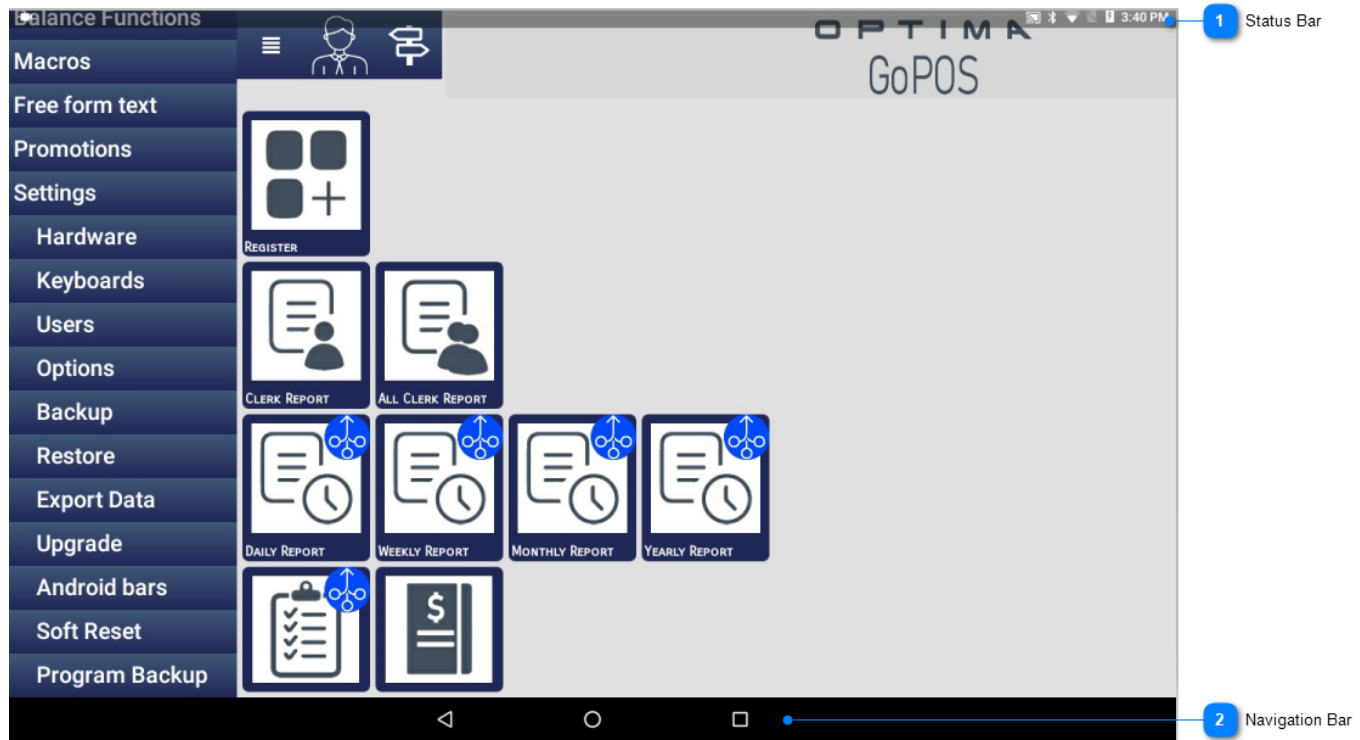 3:40 PM
1 Status Bar
OPTIMA
GoPOS
Balance Functions
Macros
Free form text
Promotions
Settings
Hardware
Keyboards
Users
Options
Backup
Restore
Export Data
Upgrade
Android bars
Soft Reset
Program Backup
REGISTER
CLERK REPORT
ALL CLERK REPORT
DAILY REPORT
WEEKLY REPORT
MONTHLY REPORT
YEARLY REPORT
$
2 Navigation Bar